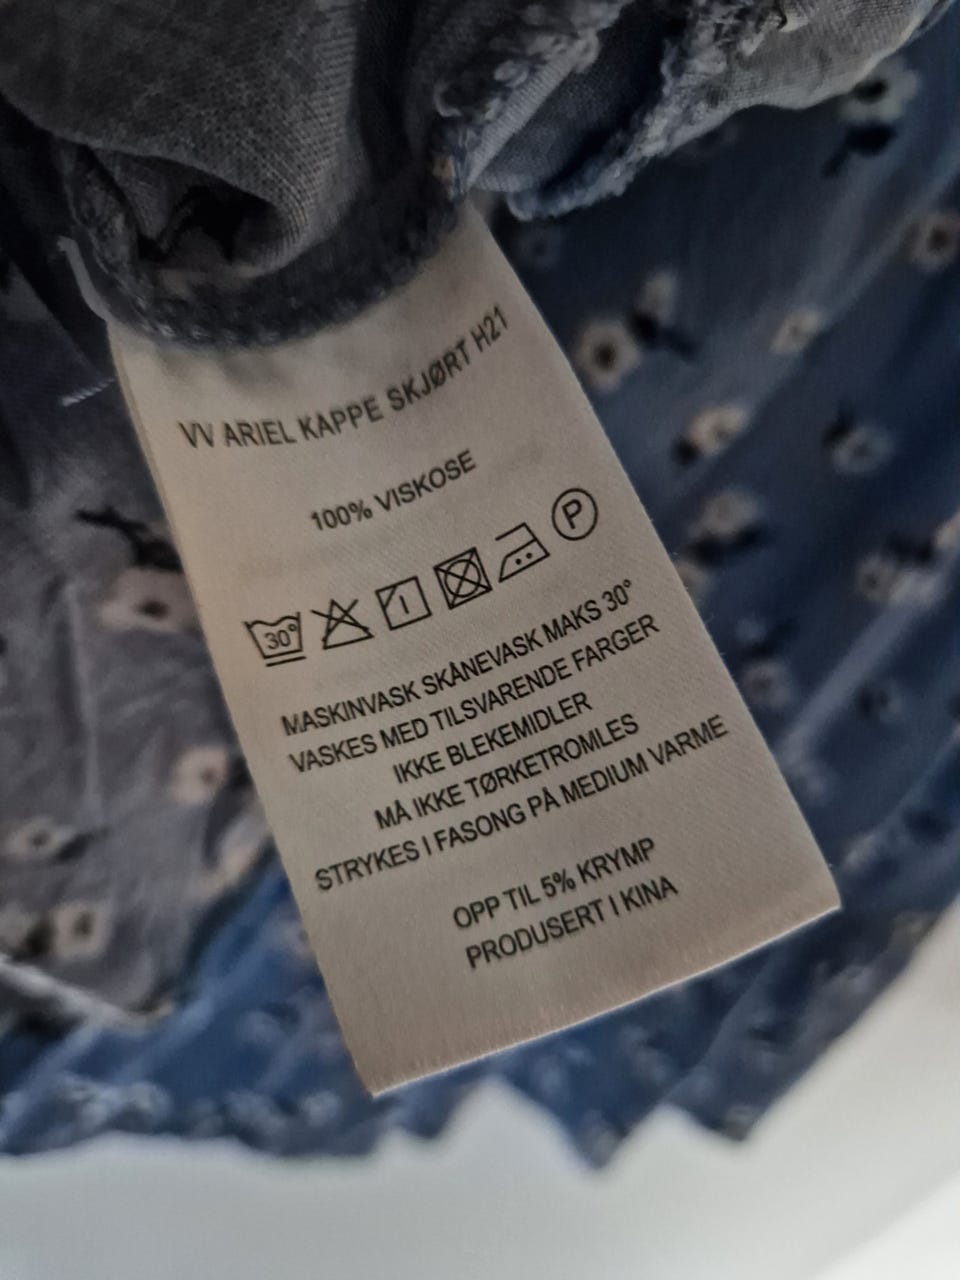 VV ARIEL KAPPE SKJØRT H21
100% VISKOSE
30° P
MASKINVASK SKÅNEVASK MAKS 30°
VASKES MED TILSVARENDE FARGER
IKKE BLEKEMIDLER
MÅ IKKE TØRKETROMLES
STRYKES I FASONG PÅ MEDIUM VARME
OPP TIL 5% KRYMP
PRODUSERT I KINA